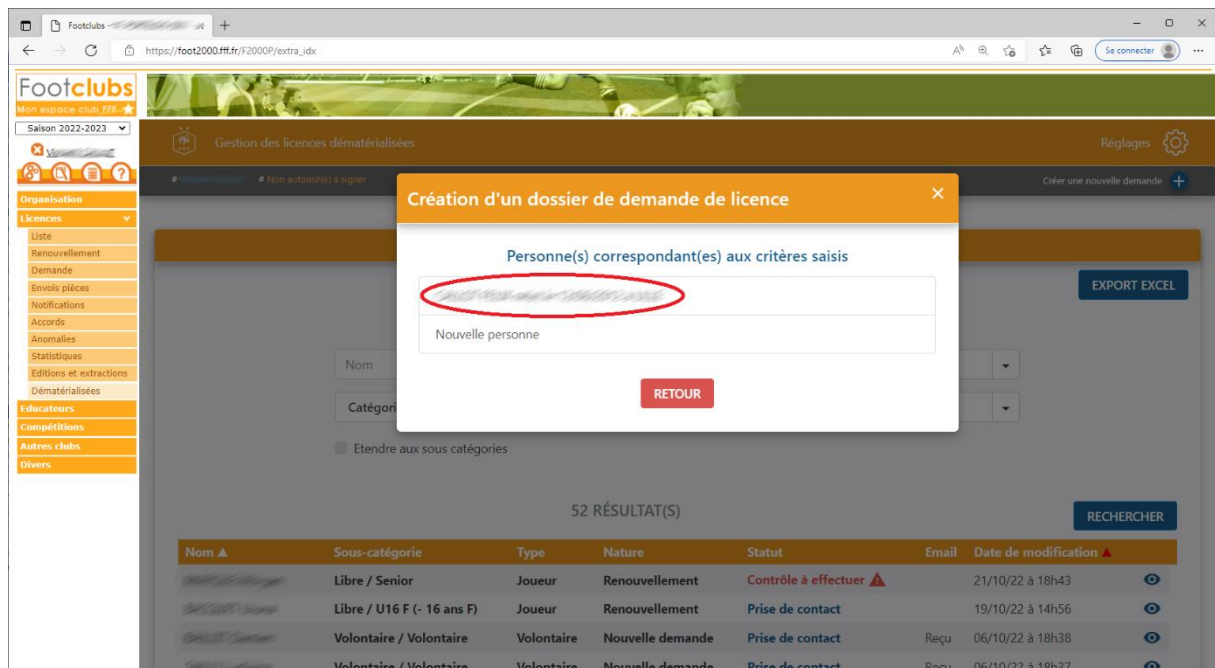 Footclubs
https://foot2000.fff.fr/F2000P/extra_idx
Se connecter
Footclubs
Mon espace club FFF
Saison 2022-2023
Gestion des licences dématérialisées
Réglages
# Non autorisé(e) à signer
Créer une nouvelle demande
Organisation
Licences
Liste
Renouvellement
Demande
Envois pièces
Notifications
Accords
Anomalies
Statistiques
Editions et extractions
Dématérialisées
Educateurs
Compétitions
Autres clubs
Divers
Création d'un dossier de demande de licence
Personne(s) correspondant(es) aux critères saisis
Nouvelle personne
RETOUR
EXPORT EXCEL
Nom
Catégori
Etendre aux sous catégories
52 RÉSULTAT(S)
RECHERCHER
Nom Sous-catégorie Type Nature Statut Email Date de modification
Libre / Senior Joueur Renouvellement Contrôle à effectuer 21/10/22 à 18h43
Libre / U16 F (- 16 ans F) Joueur Renouvellement Prise de contact 19/10/22 à 14h56
Volontaire / Volontaire Volontaire Nouvelle demande Prise de contact Reçu 06/10/22 à 18h38
Volontaire / Volontaire Volontaire Nouvelle demande Prise de contact Reçu 06/10/22 à 18h27